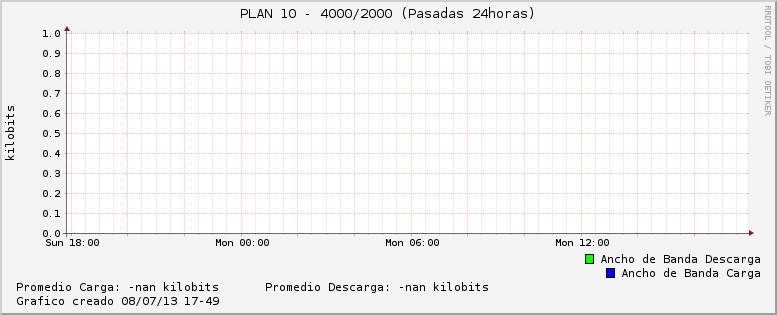 PLAN 10 - 4000/2000 (Pasadas 24horas)
RRDTOOL / TOBI OETIKER
kilobits
1.0
0.9
0.8
0.7
0.6
0.5
0.4
0.3
0.2
0.1
0.0
Sun 18:00 Mon 00:00 Mon 06:00 Mon 12:00
Ancho de Banda Descarga
Ancho de Banda Carga
Promedio Carga: -nan kilobits Promedio Descarga: -nan kilobits
Grafico creado 08/07/13 17-49